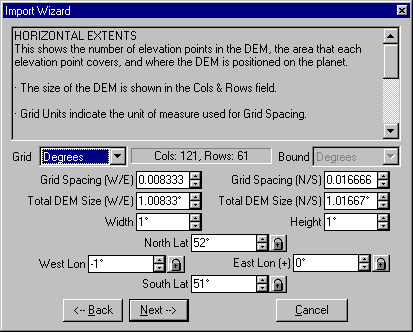 Import Wizard
HORIZONTAL EXTENTS
This shows the number of elevation points in the DEM, the area that each
elevation point covers, and where the DEM is positioned on the planet.
· The size of the DEM is shown in the Cols & Rows field.
· Grid Units indicate the unit of measure used for Grid Spacing.
Grid Degrees Cols: 121, Rows: 61 Bound Degrees
Grid Spacing (W/E) 0.008333 Grid Spacing (N/S) 0.016666
Total DEM Size (W/E) 1.00833° Total DEM Size (N/S) 1.01667°
Width 1° Height 1°
North Lat 52°
West Lon -1° East Lon (+) 0°
South Lat 51°
<-- Back Next --> Cancel